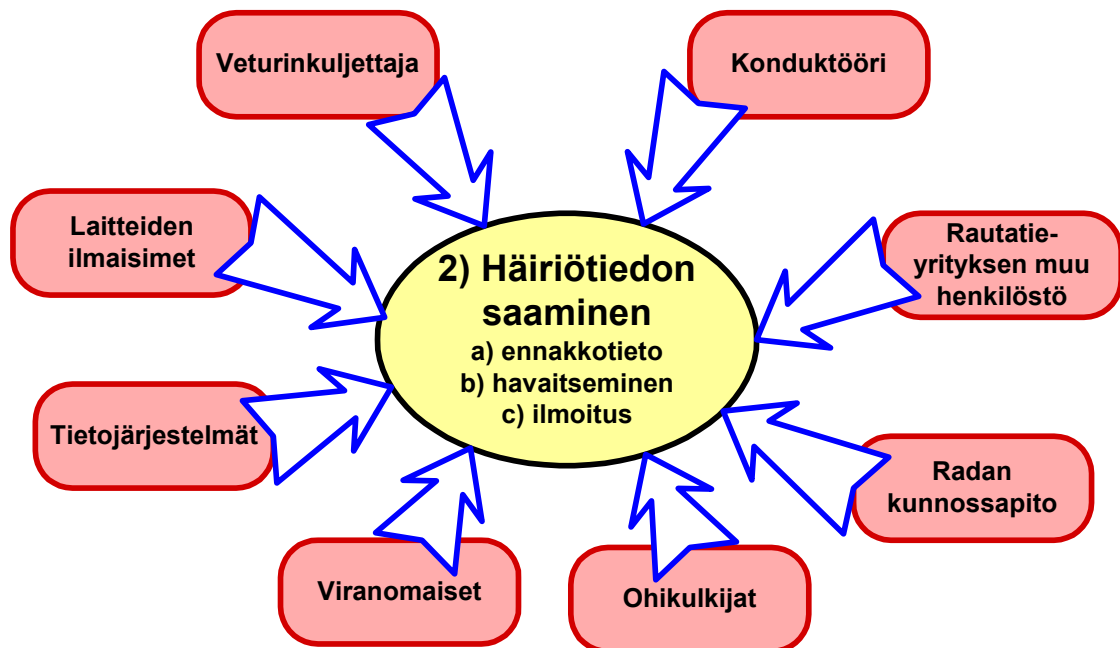 Veturinkuljettaja
Konduktööri
Laitteiden
ilmaisimet
Rautatie-
yrityksen muu
henkilöstö
2) Häiriötiedon
saaminen
a) ennakkotieto
b) havaitseminen
c) ilmoitus
Tietojärjestelmät
Radan
kunnossapito
Viranomaiset
Ohikulkijat